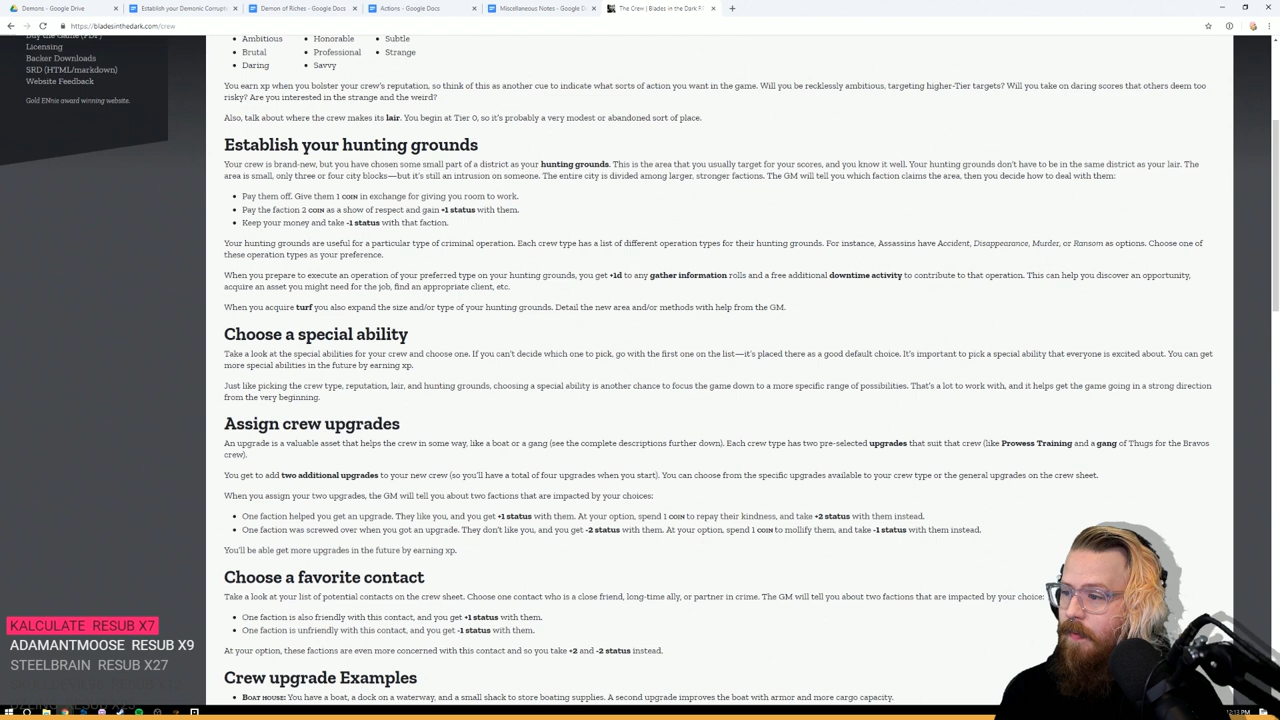 Demons - Google Drive
Establish your Demonic Corrupti
Demon of Riches - Google Docs
Actions - Google Docs
Miscellaneous Notes - Google D
The Crew | Blades in the Dark R
https://bladesinthedark.com/crew
Buy the Game (PDF)
Licensing
Backer Downloads
SRD (HTML/markdown)
Website Feedback
Gold ENnie award winning website.
Ambitious Honorable Subtle
Brutal Professional Strange
Daring Savvy
You earn xp when you bolster your crew's reputation, so think of this as another cue to indicate what sorts of action you want in the game. Will you be recklessly ambitious, targeting higher-Tier targets? Will you take on daring scores that others deem too
risky? Are you interested in the strange and the weird?
Also, talk about where the crew makes its lair. You begin at Tier 0, so it's probably a very modest or abandoned sort of place.
Establish your hunting grounds
Your crew is brand-new, but you have chosen some small part of a district as your hunting grounds. This is the area that you usually target for your scores, and you know it well. Your hunting grounds don't have to be in the same district as your lair. The
area is small, only three or four city blocks—but it's still an intrusion on someone. The entire city is divided among larger, stronger factions. The GM will tell you which faction claims the area, then you decide how to deal with them:
Pay them off. Give them 1 COIN in exchange for giving you room to work.
Pay the faction 2 COIN as a show of respect and gain +1 status with them.
Keep your money and take -1 status with that faction.
Your hunting grounds are useful for a particular type of criminal operation. Each crew type has a list of different operation types for their hunting grounds. For instance, Assassins have Accident, Disappearance, Murder, or Ransom as options. Choose one of
these operation types as your preference.
When you prepare to execute an operation of your preferred type on your hunting grounds, you get +1d to any gather information rolls and a free additional downtime activity to contribute to that operation. This can help you discover an opportunity,
acquire an asset you might need for the job, find an appropriate client, etc.
When you acquire turf you also expand the size and/or type of your hunting grounds. Detail the new area and/or methods with help from the GM.
Choose a special ability
Take a look at the special abilities for your crew and choose one. If you can't decide which one to pick, go with the first one on the list—it's placed there as a good default choice. It's important to pick a special ability that everyone is excited about. You can get
more special abilities in the future by earning xp.
Just like picking the crew type, reputation, lair, and hunting grounds, choosing a special ability is another chance to focus the game down to a more specific range of possibilities. That's a lot to work with, and it helps get the game going in a strong direction
from the very beginning.
Assign crew upgrades
An upgrade is a valuable asset that helps the crew in some way, like a boat or a gang (see the complete descriptions further down). Each crew type has two pre-selected upgrades that suit that crew (like Prowess Training and a gang of Thugs for the Bravos
crew).
You get to add two additional upgrades to your new crew (so you'll have a total of four upgrades when you start). You can choose from the specific upgrades available to your crew type or the general upgrades on the crew sheet.
When you assign your two upgrades, the GM will tell you about two factions that are impacted by your choices:
One faction helped you get an upgrade. They like you, and you get +1 status with them. At your option, spend 1 COIN to repay their kindness, and take +2 status with them instead.
One faction was screwed over when you got an upgrade. They don't like you, and you get -2 status with them. At your option, spend 1 COIN to mollify them, and take -1 status with them instead.
You'll be able get more upgrades in the future by earning xp.
Choose a favorite contact
Take a look at your list of potential contacts on the crew sheet. Choose one contact who is a close friend, long-time ally, or partner in crime. The GM will tell you about two factions that are impacted by your choice:
One faction is also friendly with this contact, and you get +1 status with them.
One faction is unfriendly with this contact, and you get -1 status with them.
At your option, these factions are even more concerned with this contact and so you take +2 and -2 status instead.
Crew upgrade Examples
BOAT HOUSE: You have a boat, a dock on a waterway, and a small shack to store boating supplies. A second upgrade improves the boat with armor and more cargo capacity.
KALCULATE RESUB X7
ADAMANTMOOSE RESUB X9
STEELBRAIN RESUB X27
12:13 PM